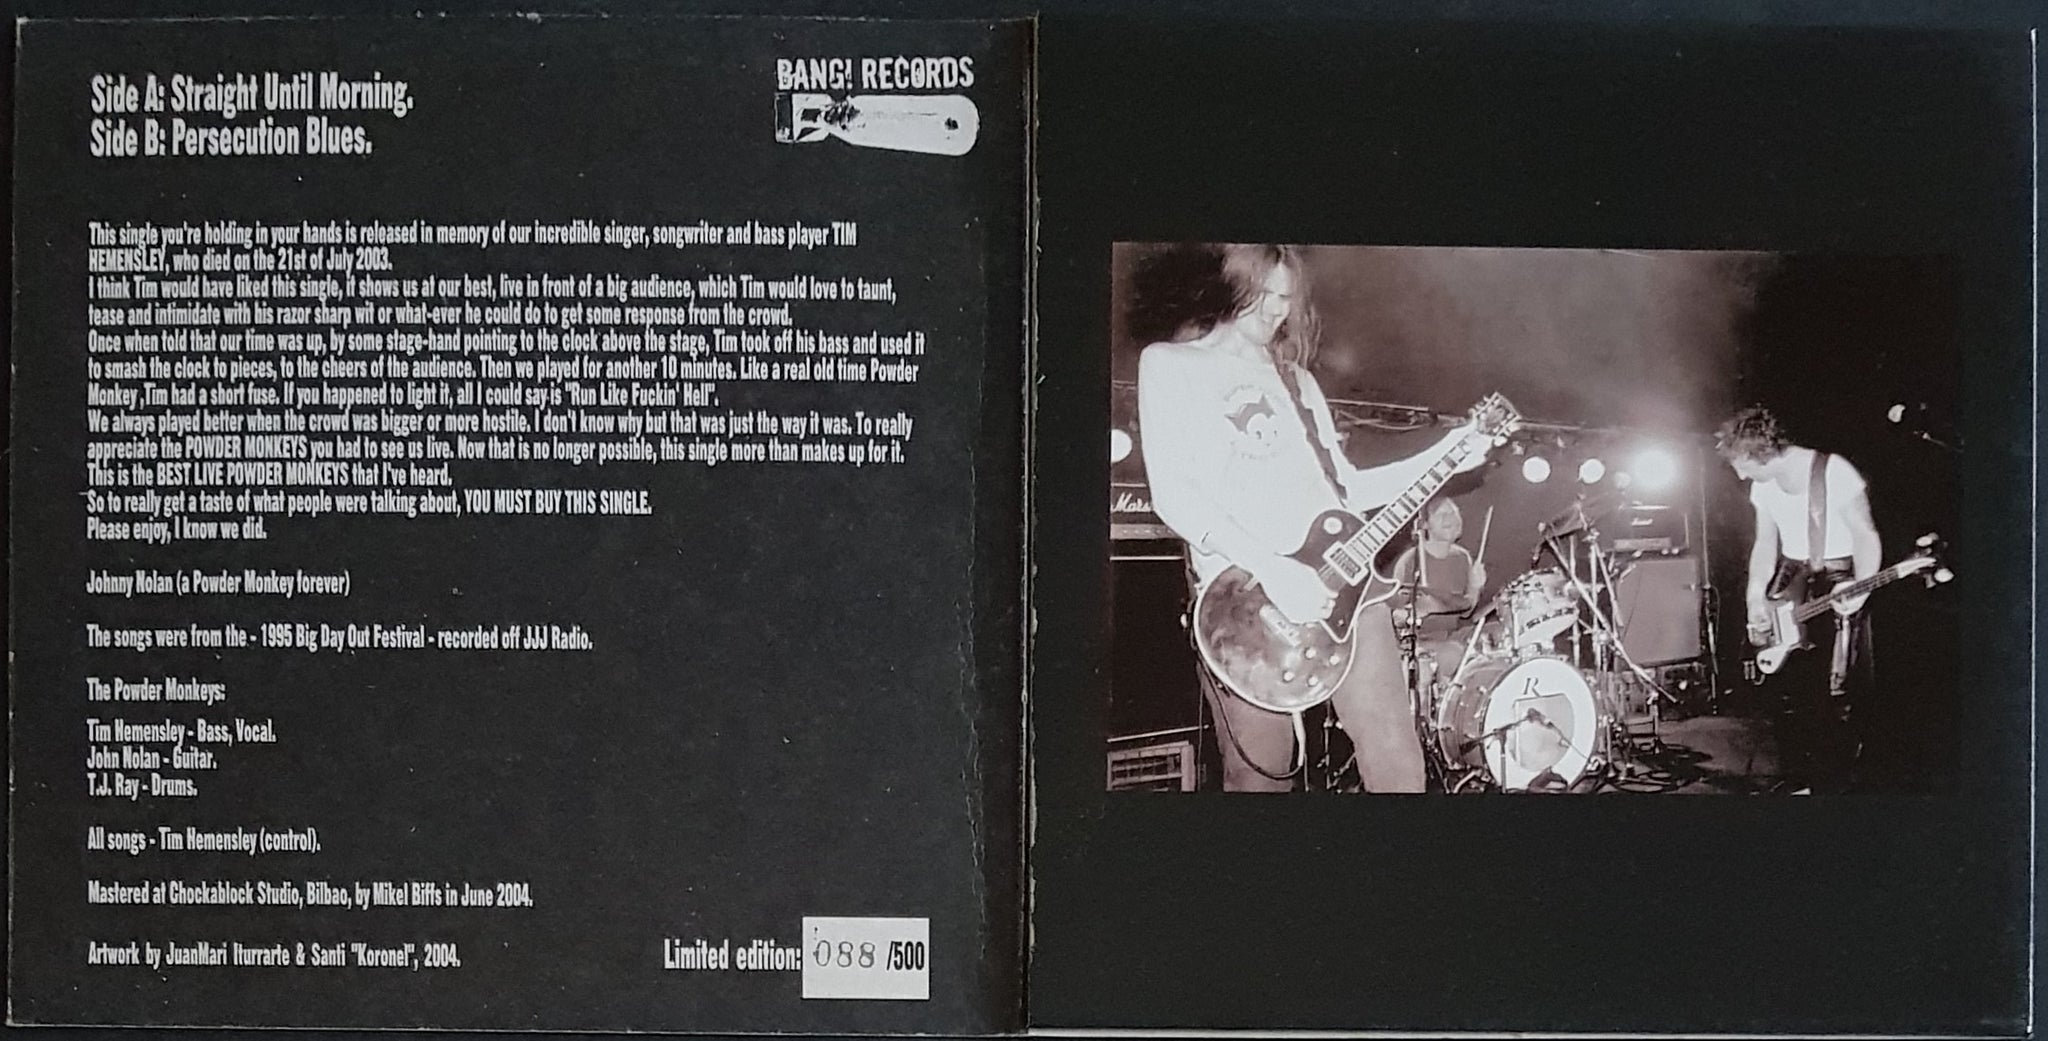 Side A: Straight Until Morning.
Side B: Persecution Blues.
BANG! RECORDS
This single you're holding in your hands is released in memory of our incredible singer, songwriter and bass player TIM
HEMENSLEY, who died on the 21st of July 2003.
I think Tim would have liked this single, it shows us at our best, live in front of a big audience, which Tim would love to taunt,
tease and intimidate with his razor sharp wit or what-ever he could do to get some response from the crowd.
Once when told that our time was up, by some stage-hand pointing to the clock above the stage, Tim took off his bass and used it
to smash the clock to pieces, to the cheers of the audience. Then we played for another 10 minutes. Like a real old time Powder
Monkey ,Tim had a short fuse. If you happened to light it, all I could say is "Run Like Fuckin' Hell".
We always played better when the crowd was bigger or more hostile. I don't know why but that was just the way it was. To really
appreciate the POWDER MONKEYS you had to see us live. Now that is no longer possible, this single more than makes up for it.
This is the BEST LIVE POWDER MONKEYS that I've heard.
So to really get a taste of what people were talking about, YOU MUST BUY THIS SINGLE.
Please enjoy, I know we did.
Johnny Nolan (a Powder Monkey forever)
The songs were from the - 1995 Big Day Out Festival - recorded off JJJ Radio.
The Powder Monkeys:
Tim Hemensley - Bass, Vocal.
John Nolan - Guitar.
T.J. Ray - Drums.
All songs - Tim Hemensley (control).
Mastered at Chockablock Studio, Bilbao, by Mikel Biffs in June 2004.
Artwork by JuanMari Iturrarte & Santi "Koronel", 2004.
Limited edition: 088 /500
R